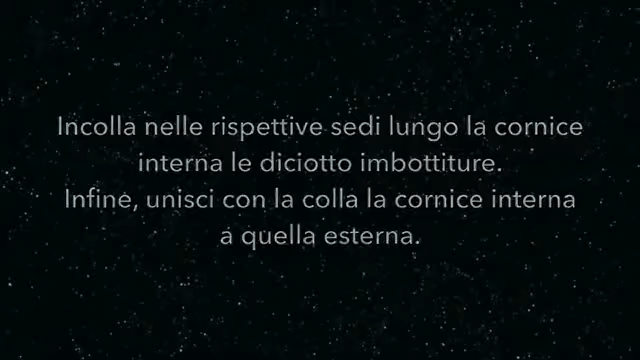 Incolla nelle rispettive sedi lungo la cornice
interna le diciotto imbottiture.
Infine, unisci con la colla la cornice interna
a quella esterna.